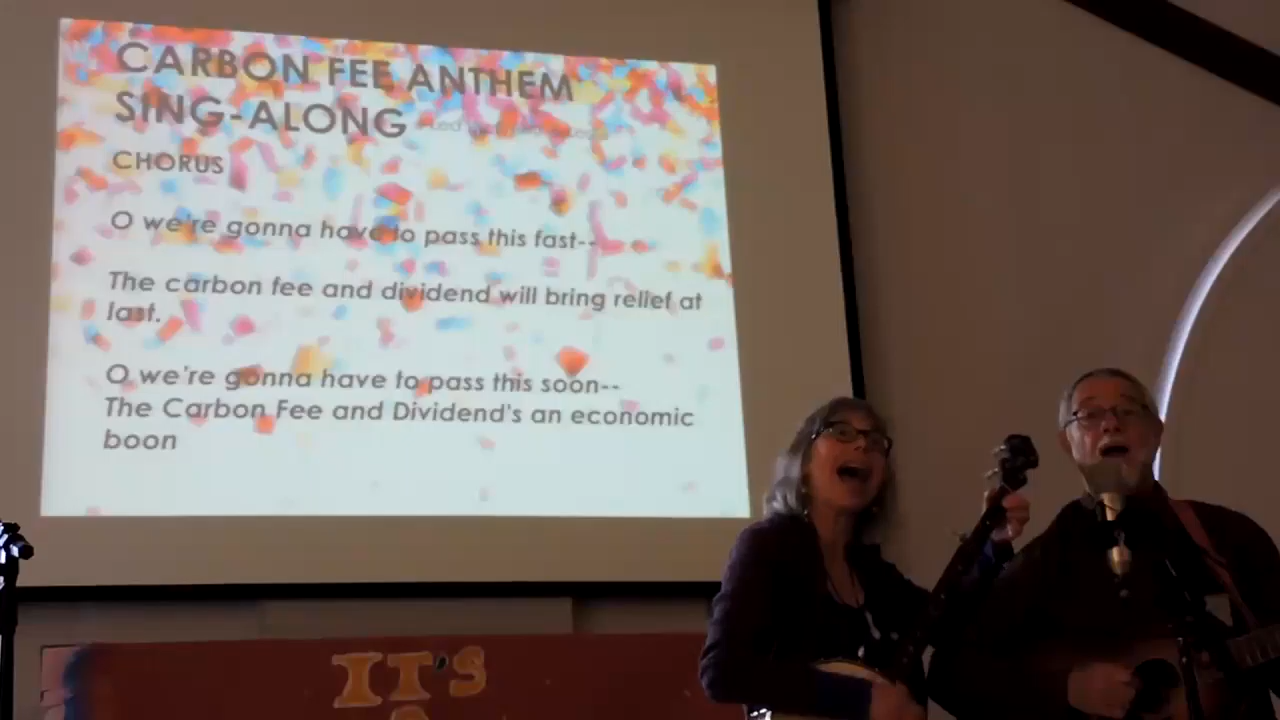 CARBON FEE ANTHEM
SING-ALONG
CHORUS
O we're gonna have to pass this fast--
The carbon fee and dividend will bring relief at
last.
O we're gonna have to pass this soon--
The Carbon Fee and Dividend's an economic
boon
IT'S